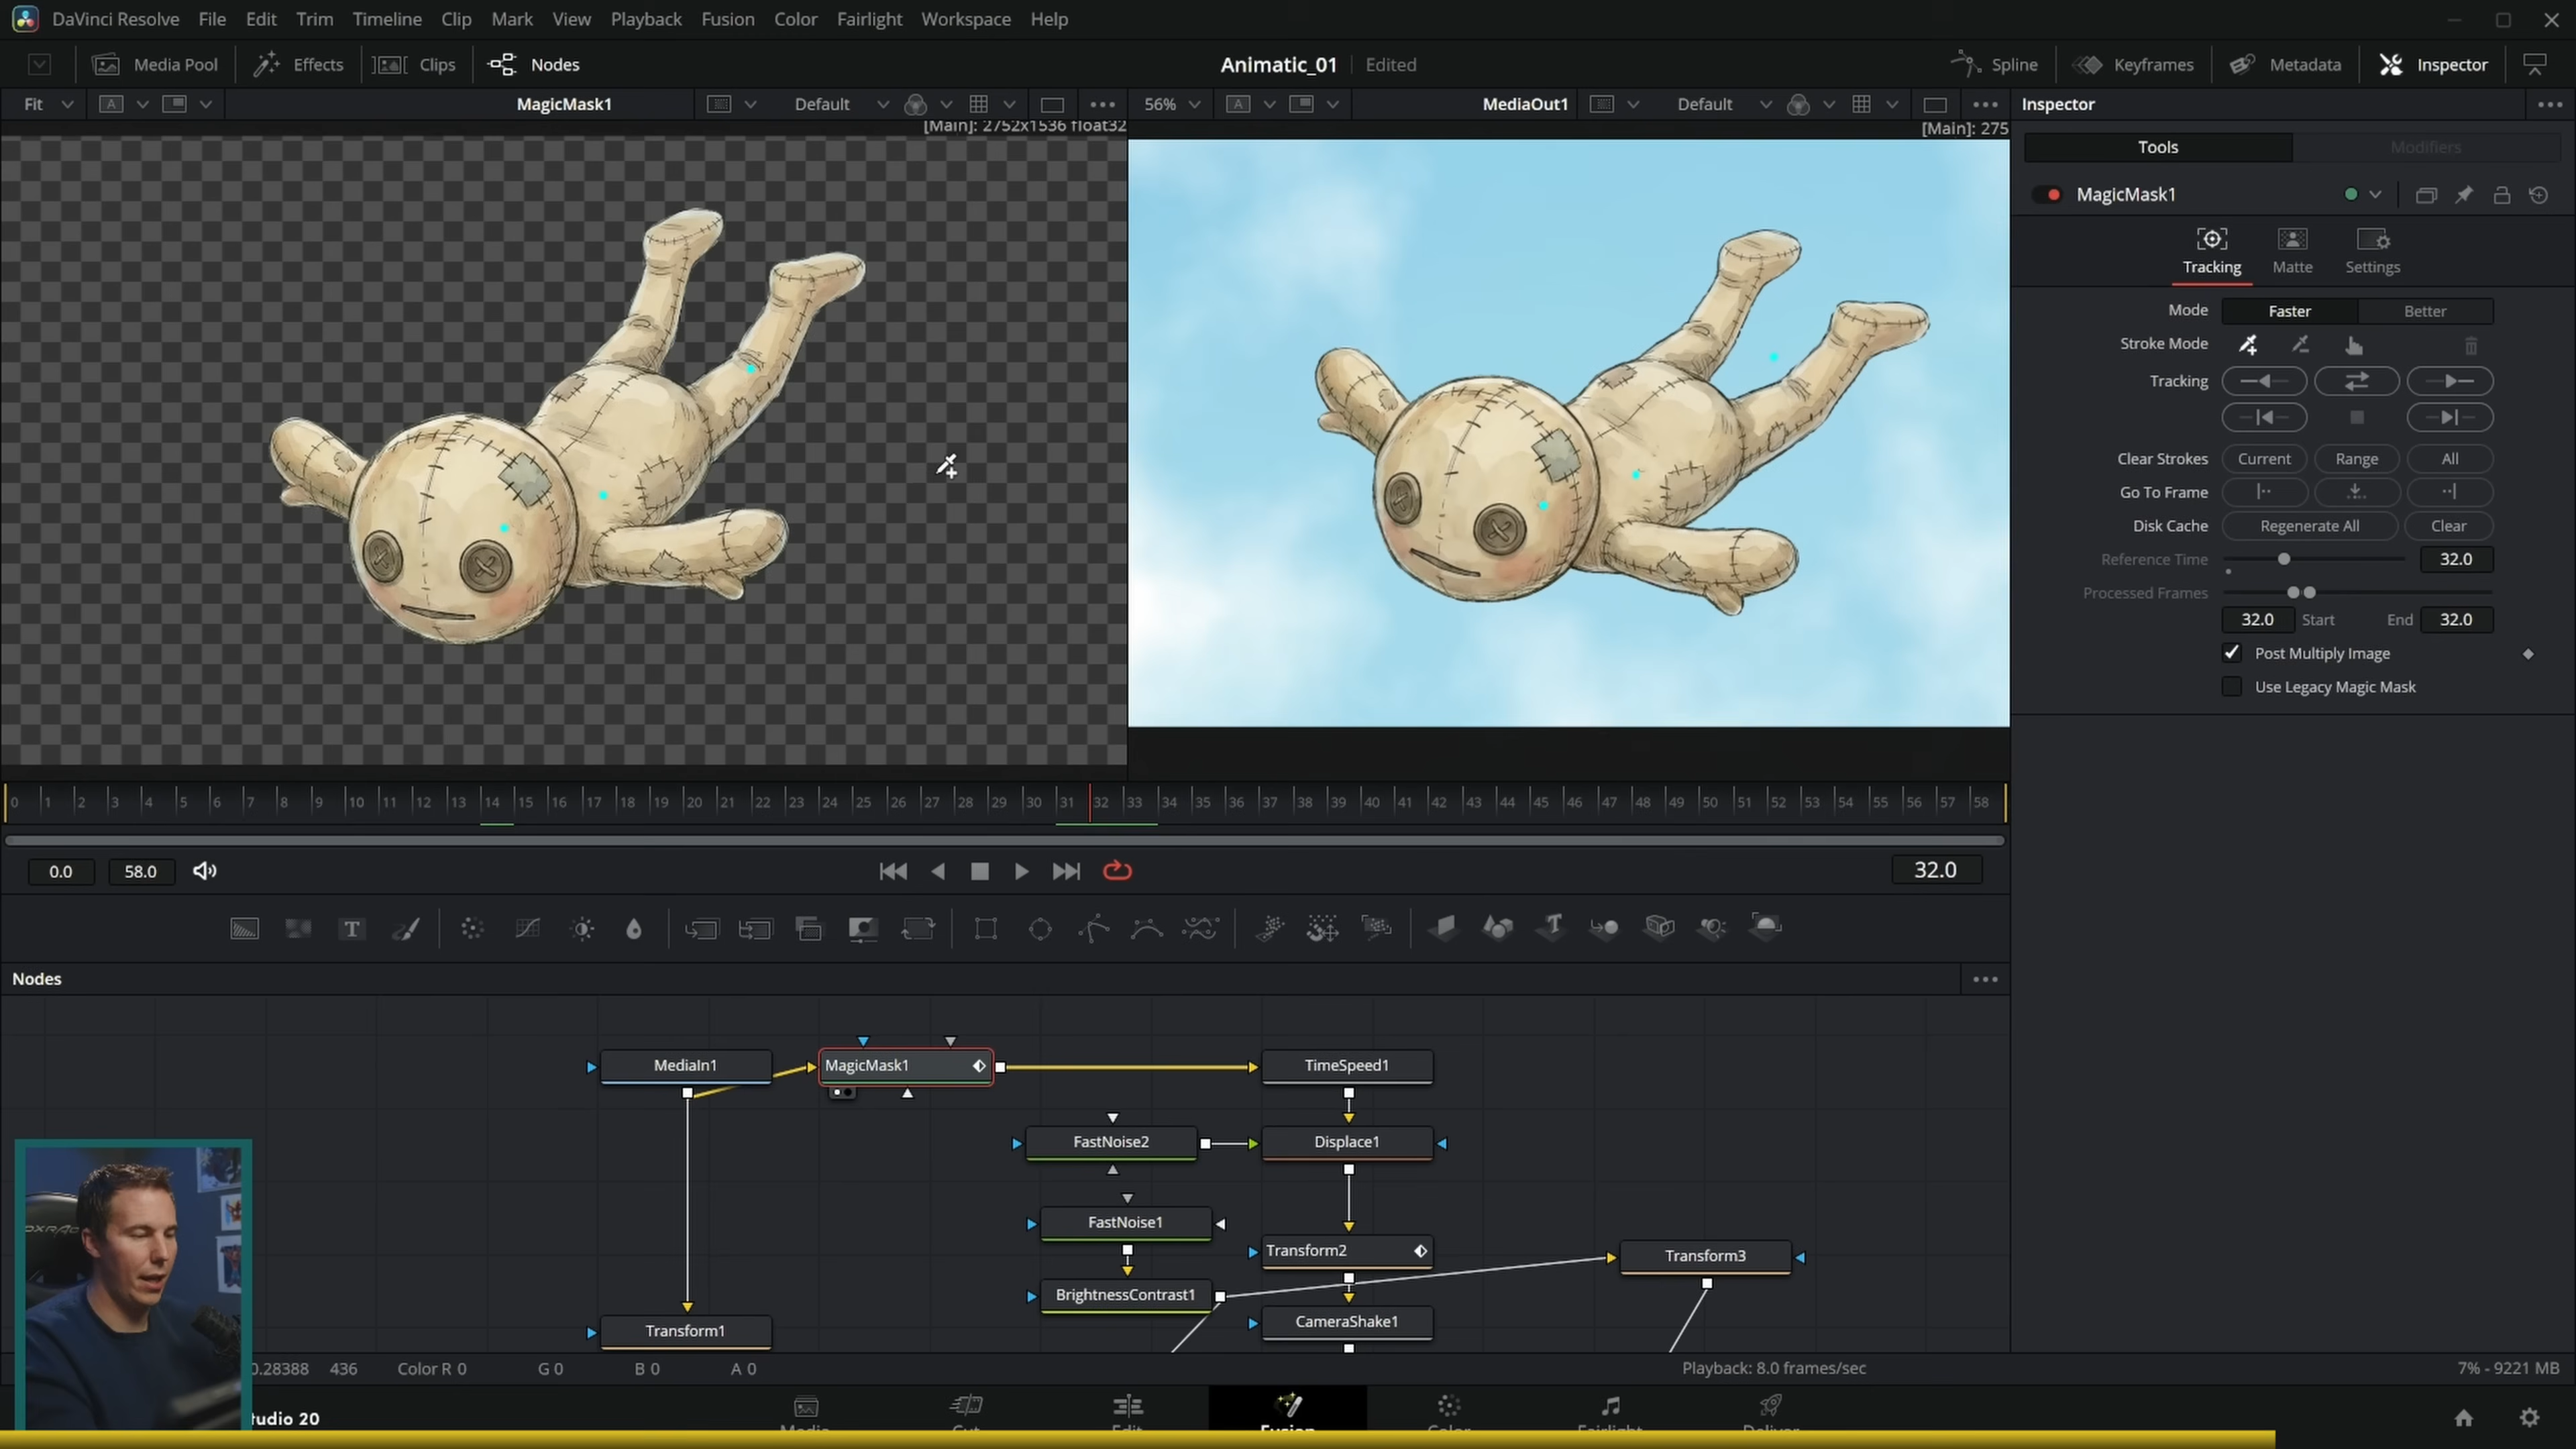 DaVinci Resolve File Edit Trim Timeline Clip Mark View Playback Fusion Color Fairlight Workspace Help
Media Pool Effects Clips Nodes Animatic_01 Edited Spline Keyframes Metadata Inspector
Fit A MagicMask1 Default 56% A MediaOut1 Default Inspector
[Main]: 2752x1536 float32 [Main]: 275
Tools Modifiers
MagicMask1
Tracking Matte Settings
Mode Faster Better
Stroke Mode
Tracking
Clear Strokes Current Range All
Go To Frame
Disk Cache Regenerate All Clear
Reference Time 32.0
Processed Frames
32.0 Start End 32.0
Post Multiply Image
Use Legacy Magic Mask
0 1 2 3 4 5 6 7 8 9 10 11 12 13 14 15 16 17 18 19 20 21 22 23 24 25 26 27 28 29 30 31 32 33 34 35 36 37 38 39 40 41 42 43 44 45 46 47 48 49 50 51 52 53 54 55 56 57 58
0.0 58.0 32.0
T T
Nodes
MediaIn1 MagicMask1 TimeSpeed1
FastNoise2 Displace1
FastNoise1
Transform2 Transform3
BrightnessContrast1
CameraShake1
Transform1
0.28388 436 Color R 0 G 0 B 0 A 0 Playback: 8.0 frames/sec 7% - 9221 MB
tudio 20 Media Cut Edit Fusion Color Fairlight Deliver